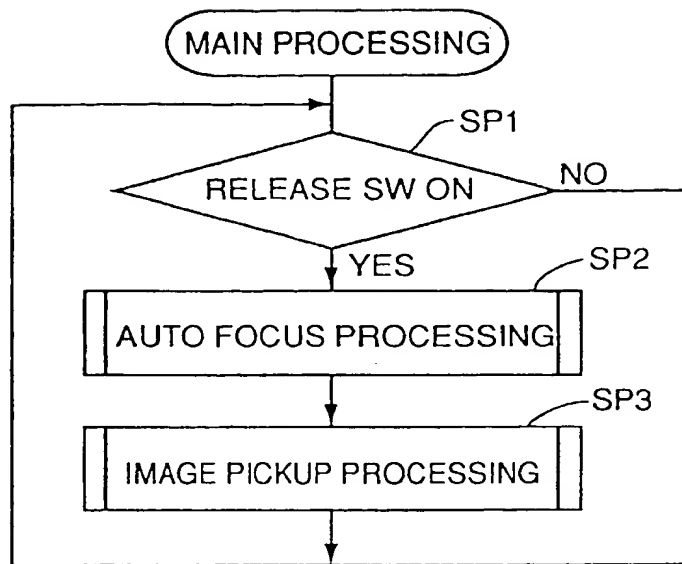 MAIN PROCESSING
SP1
RELEASE SW ON
NO
YES
SP2
AUTO FOCUS PROCESSING
SP3
IMAGE PICKUP PROCESSING